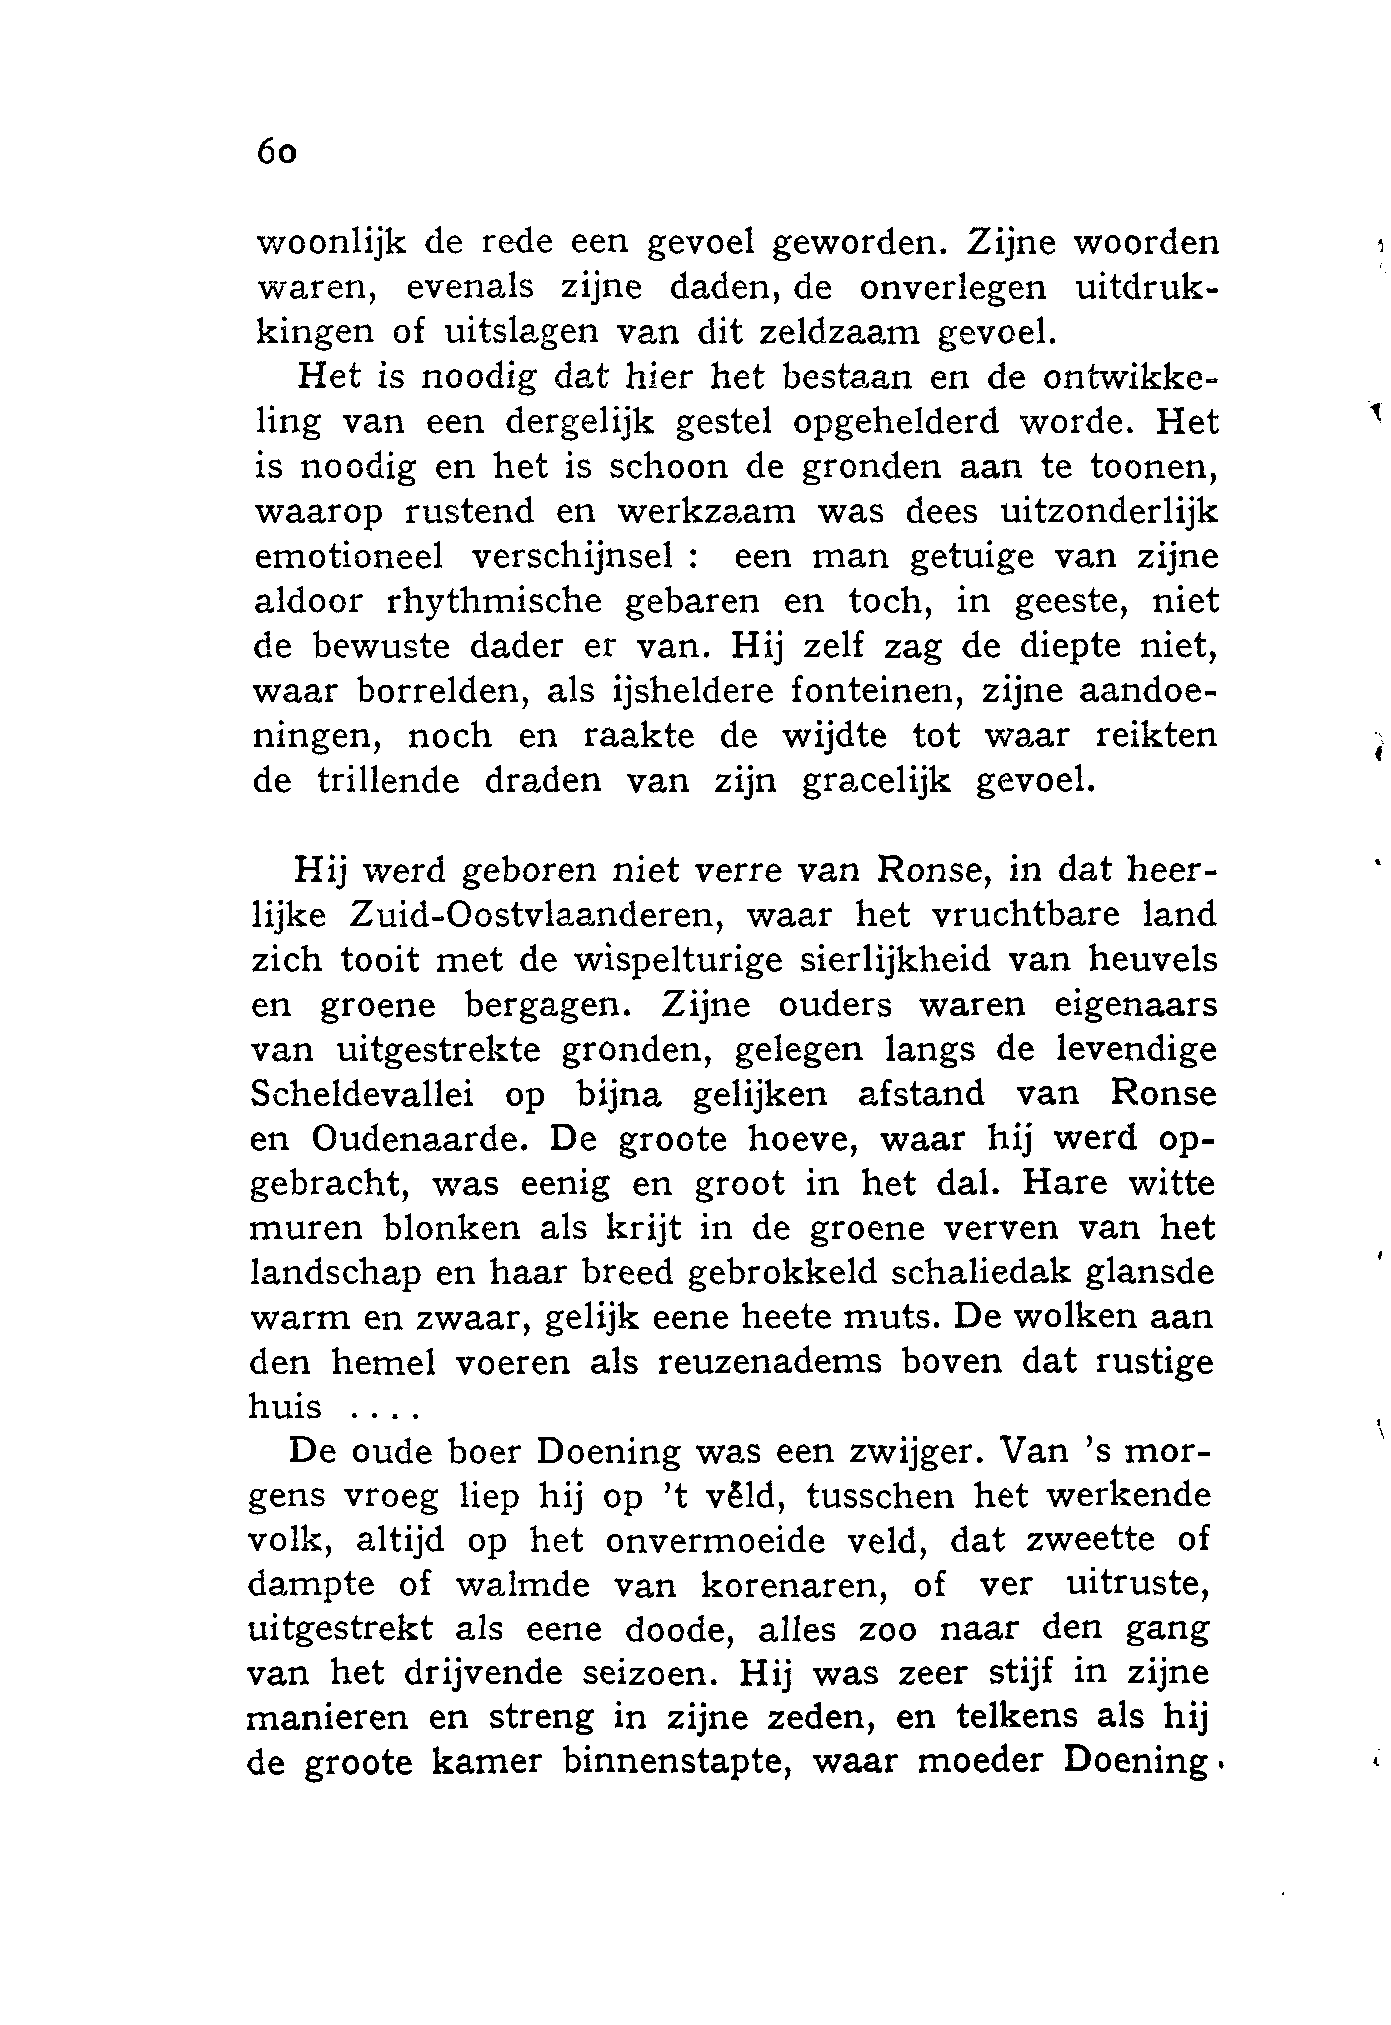 60
woonlijk de rede een gevoel geworden. Zijne woorden
waren, evenals zijne daden, de onverlegen uitdruk-
kingen of uitslagen van dit zeldzaam gevoel.
Het is noodig dat hier het bestaan en de ontwikke-
ling van een dergelijk gestel opgehelderd worde. Het
is noodig en het is schoon de gronden aan te toonen,
waarop rustend en werkzaam was dees uitzonderlijk
emotioneel verschijnsel : een man getuige van zijne
aldoor rhythmische gebaren en toch, in geeste, niet
de bewuste dader er van. Hij zelf zag de diepte niet,
waar borrelden, als ijsheldere fonteinen, zijne aandoe-
ningen, noch en raakte de wijdte tot waar reikten
de trillende draden van zijn gracelijk gevoel.
Hij werd geboren niet verre van Ronse, in dat heer-
lijke Zuid-Oostvlaanderen, waar het vruchtbare land
zich tooit met de wispelturige sierlijkheid van heuvels
en groene bergagen. Zijne ouders waren eigenaars
van uitgestrekte gronden, gelegen langs de levendige
Scheldevallei op bijna gelijken afstand van Ronse
en Oudenaarde. De groote hoeve, waar hij werd op-
gebracht, was eenig en groot in het dal. Hare witte
muren blonken als krijt in de groene verven van het
landschap en haar breed gebrokkeld schaliedak glansde
warm en zwaar, gelijk eene heete muts. De wolken aan
den hemel voeren als reuzenadems boven dat rustige
huis ....
De oude boer Doening was een zwijger. Van 's mor-
gens vroeg liep hij op 't vêld, tusschen het werkende
volk, altijd op het onvermoeide veld, dat zweette of
dampte of walmde van korenaren, of ver uitruste,
uitgestrekt als eene doode, alles zoo naar den gang
van het drijvende seizoen. Hij was zeer stijf in zijne
manieren en streng in zijne zeden, en telkens als hij
de groote kamer binnenstapte, waar moeder Doening